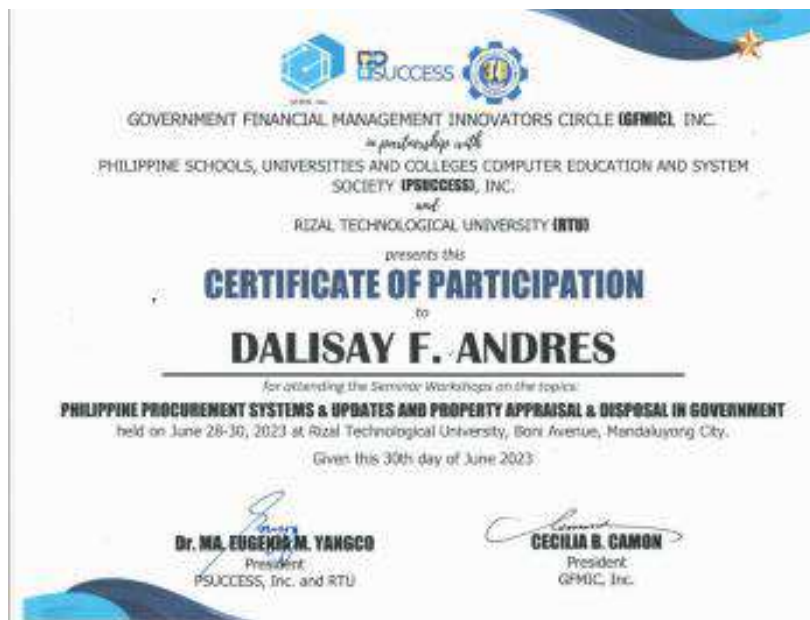 PSUCCESS
GOVERNMENT FINANCIAL MANAGEMENT INNOVATORS CIRCLE (GFMIC), INC.
in partnership with
PHILIPPINE SCHOOLS, UNIVERSITIES AND COLLEGES COMPUTER EDUCATION AND SYSTEM
SOCIETY (PSUCCESS), INC.
and
RIZAL TECHNOLOGICAL UNIVERSITY (RTU)
presents this
CERTIFICATE OF PARTICIPATION
to
DALISAY F. ANDRES
for attending the Seminar Workshops on the topics:
PHILIPPINE PROCUREMENT SYSTEMS & UPDATES AND PROPERTY APPRAISAL & DISPOSAL IN GOVERNMENT
held on June 28-30, 2023 at Rizal Technological University, Boni Avenue, Mandaluyong City.
Given this 30th day of June 2023
Dr. MA. EUGENIA M. YANGCO
President
PSUCCESS, Inc. and RTU
CECILIA B. CAMON
President
GFMIC, Inc.